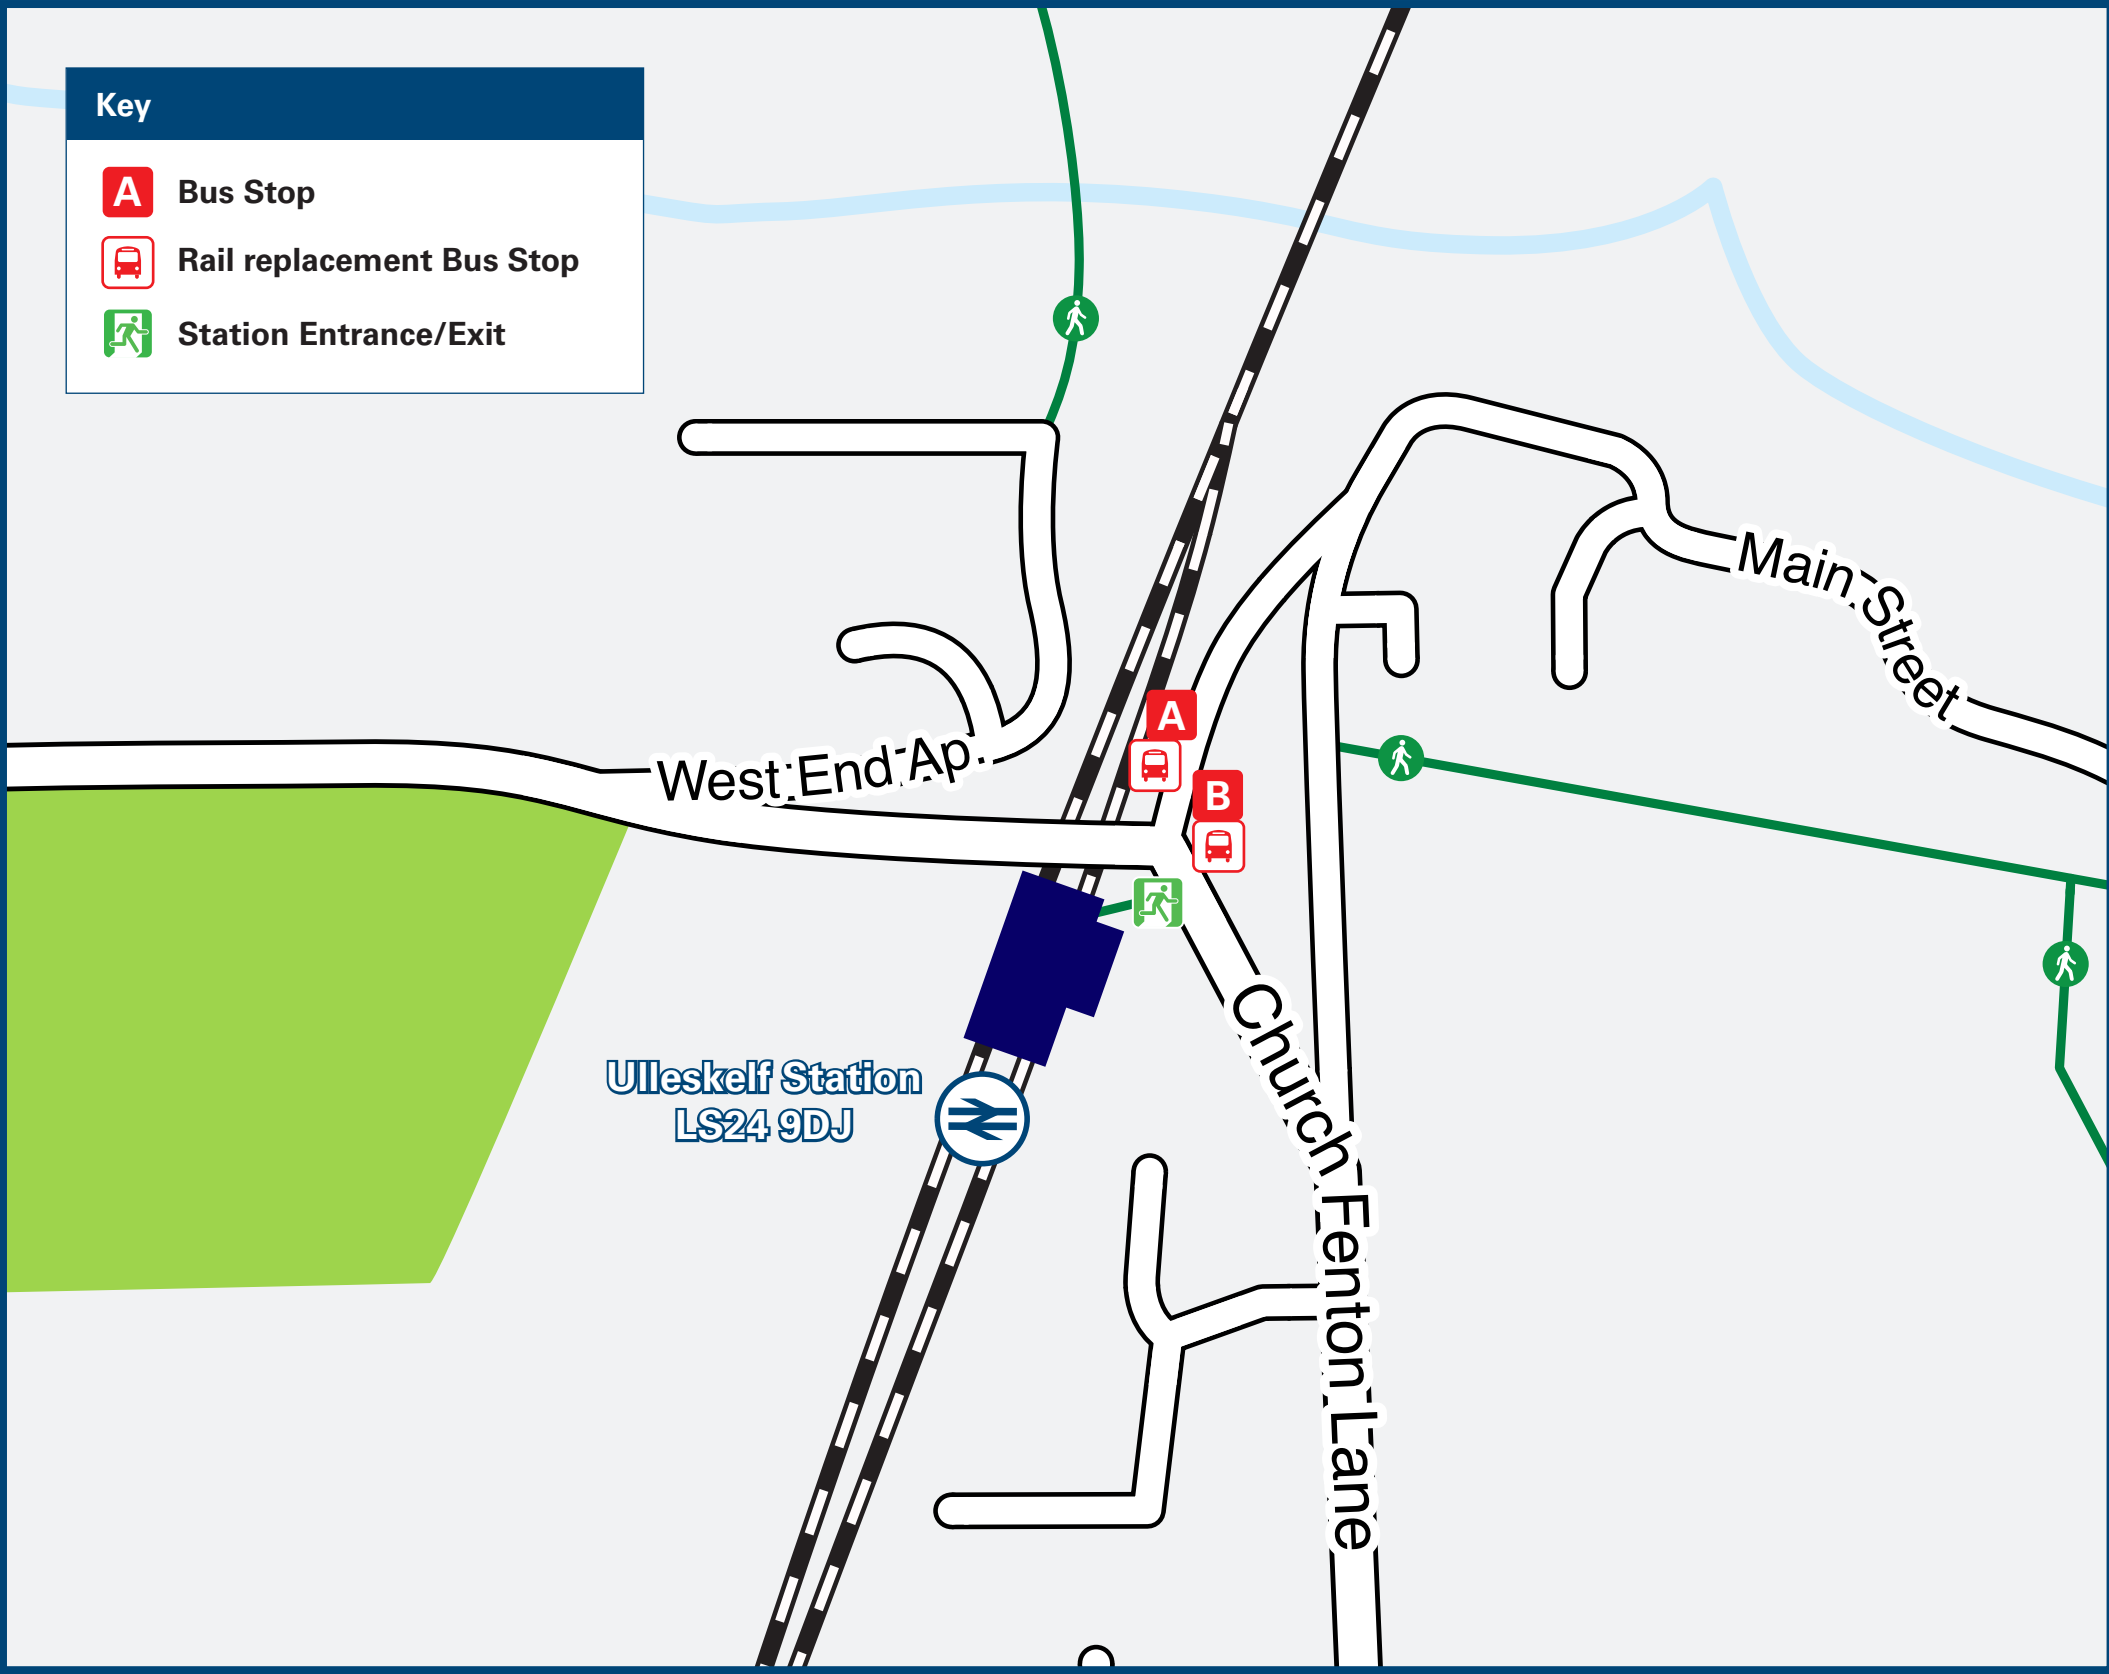 Key
A Bus Stop
Rail replacement Bus Stop
Station Entrance/Exit
Main Street
A
West End Ap.
B
Church Fenton Lane
Ulleskelf Station
LS24 9DJ